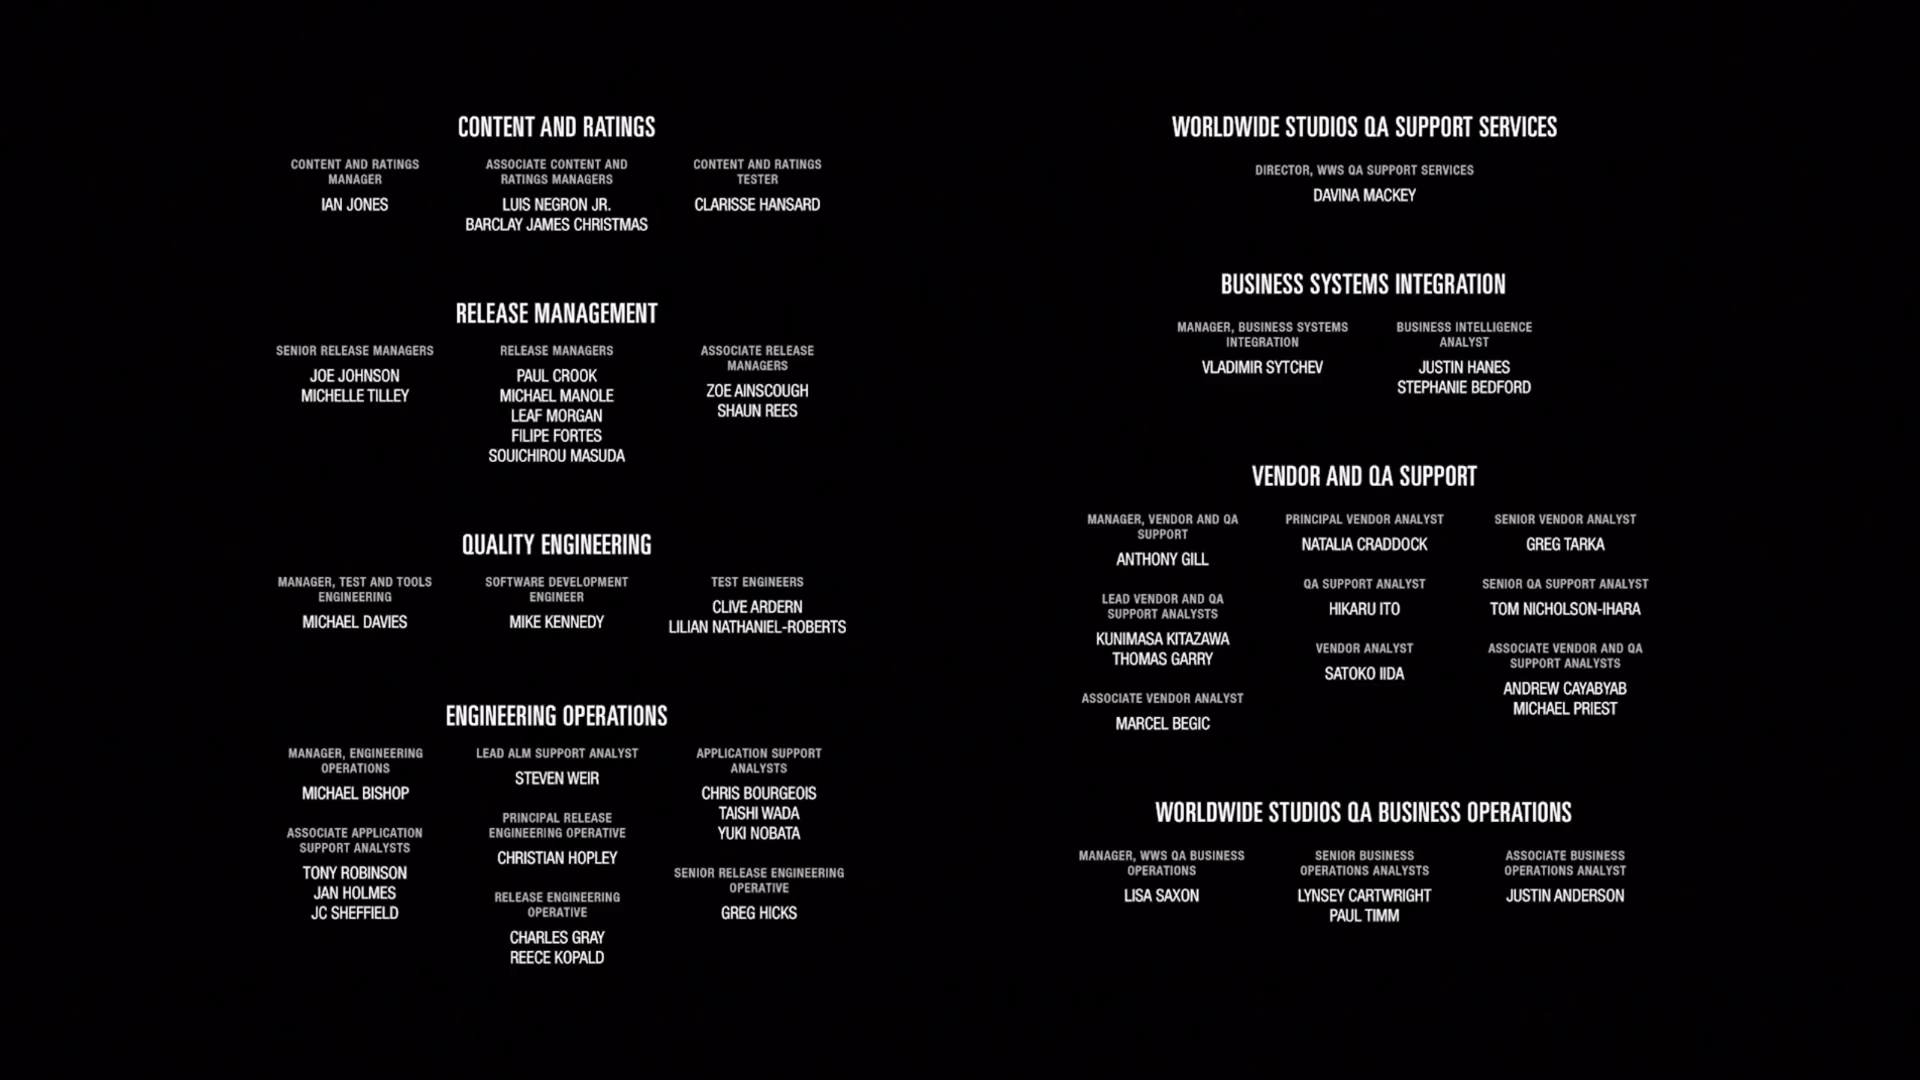 CONTENT AND RATINGS
CONTENT AND RATINGS
MANAGER
IAN JONES
ASSOCIATE CONTENT AND
RATINGS MANAGERS
LUIS NEGRON JR.
BARCLAY JAMES CHRISTMAS
CONTENT AND RATINGS
TESTER
CLARISSE HANSARD
RELEASE MANAGEMENT
SENIOR RELEASE MANAGERS
JOE JOHNSON
MICHELLE TILLEY
RELEASE MANAGERS
PAUL CROOK
MICHAEL MANOLE
LEAF MORGAN
FILIPE FORTES
SOUICHIROU MASUDA
ASSOCIATE RELEASE
MANAGERS
ZOE AINSCOUGH
SHAUN REES
QUALITY ENGINEERING
MANAGER, TEST AND TOOLS
ENGINEERING
MICHAEL DAVIES
SOFTWARE DEVELOPMENT
ENGINEER
MIKE KENNEDY
TEST ENGINEERS
CLIVE ARDERN
LILIAN NATHANIEL-ROBERTS
ENGINEERING OPERATIONS
MANAGER, ENGINEERING
OPERATIONS
MICHAEL BISHOP
ASSOCIATE APPLICATION
SUPPORT ANALYSTS
TONY ROBINSON
JAN HOLMES
JC SHEFFIELD
LEAD ALM SUPPORT ANALYST
STEVEN WEIR
PRINCIPAL RELEASE
ENGINEERING OPERATIVE
CHRISTIAN HOPLEY
RELEASE ENGINEERING
OPERATIVE
CHARLES GRAY
REECE KOPALD
APPLICATION SUPPORT
ANALYSTS
CHRIS BOURGEOIS
TAISHI WADA
YUKI NOBATA
SENIOR RELEASE ENGINEERING
OPERATIVE
GREG HICKS
WORLDWIDE STUDIOS QA SUPPORT SERVICES
DIRECTOR, WWS QA SUPPORT SERVICES
DAVINA MACKEY
BUSINESS SYSTEMS INTEGRATION
MANAGER, BUSINESS SYSTEMS
INTEGRATION
VLADIMIR SYTCHEV
BUSINESS INTELLIGENCE
ANALYST
JUSTIN HANES
STEPHANIE BEDFORD
VENDOR AND QA SUPPORT
MANAGER, VENDOR AND QA
SUPPORT
ANTHONY GILL
LEAD VENDOR AND QA
SUPPORT ANALYSTS
KUNIMASA KITAZAWA
THOMAS GARRY
ASSOCIATE VENDOR ANALYST
MARCEL BEGIC
PRINCIPAL VENDOR ANALYST
NATALIA CRADDOCK
QA SUPPORT ANALYST
HIKARU ITO
VENDOR ANALYST
SATOKO IIDA
SENIOR VENDOR ANALYST
GREG TARKA
SENIOR QA SUPPORT ANALYST
TOM NICHOLSON-IHARA
ASSOCIATE VENDOR AND QA
SUPPORT ANALYSTS
ANDREW CAYABYAB
MICHAEL PRIEST
WORLDWIDE STUDIOS QA BUSINESS OPERATIONS
MANAGER, WWS QA BUSINESS
OPERATIONS
LISA SAXON
SENIOR BUSINESS
OPERATIONS ANALYSTS
LYNSEY CARTWRIGHT
PAUL TIMM
ASSOCIATE BUSINESS
OPERATIONS ANALYST
JUSTIN ANDERSON